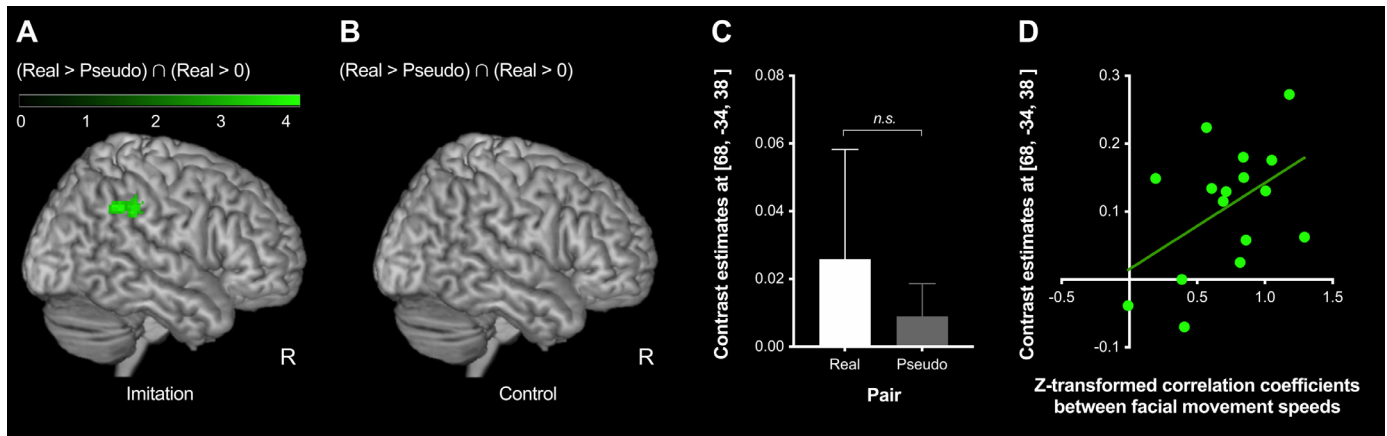 A
(Real > Pseudo) ∩ (Real > 0)
0 1 2 3 4
R
Imitation
B
(Real > Pseudo) ∩ (Real > 0)
R
Control
C
Contrast estimates at [68, -34, 38 ]
0.08
0.06
0.04
0.02
0.00
n.s.
Real Pseudo
Pair
D
Contrast estimates at [68, -34, 38 ]
0.3
0.1
-0.5 0.5 1.0 1.5
-0.1
Z-transformed correlation coefficients
between facial movement speeds